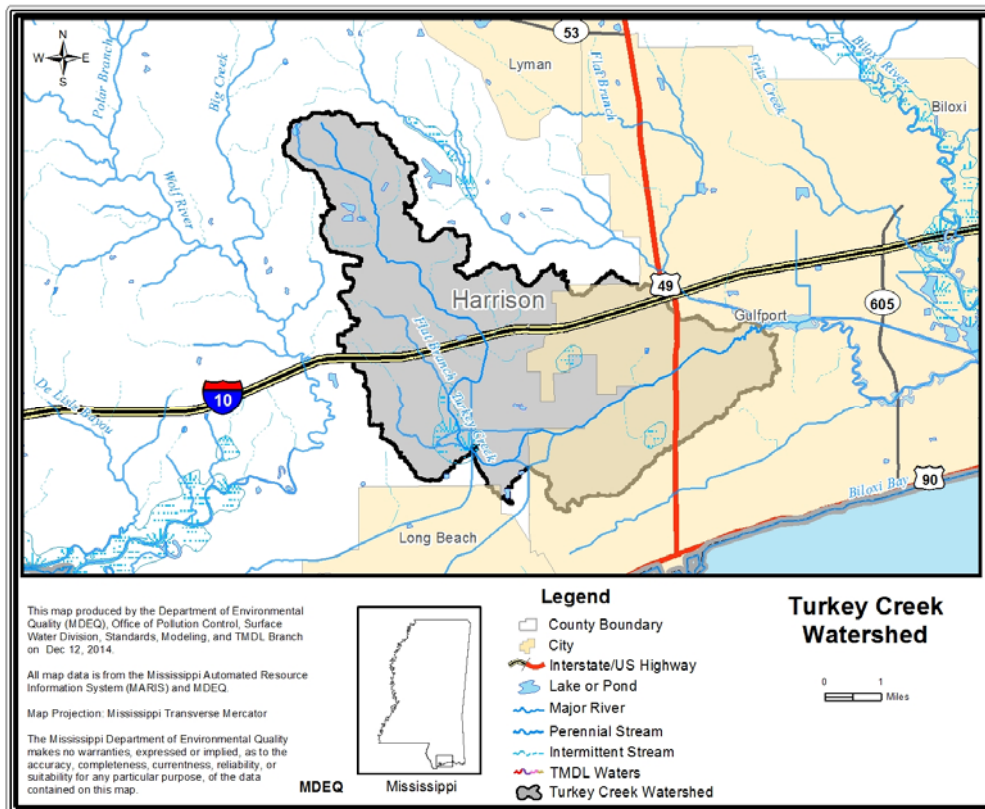 N
W
E
S
53
Lyman
Polar Branch
Big Creek
Flat Branch
Fritz Creek
Biloxi River
Biloxi
Wolf River
Harrison
49
Gulfport
605
Flat Branch
Turkey Creek
10
De Lisle Bayou
90
Biloxi Bay
Long Beach
This map produced by the Department of Environmental
Quality (MDEQ), Office of Pollution Control, Surface
Water Division, Standards, Modeling, and TMDL Branch
on Dec 12, 2014.
All map data is from the Mississippi Automated Resource
Information System (MARIS) and MDEQ.
Map Projection: Mississippi Transverse Mercator
The Mississippi Department of Environmental Quality
makes no warranties, expressed or implied, as to the
accuracy, completeness, currentness, reliability, or
suitability for any particular purpose, of the data
contained on this map.
MDEQ
Mississippi
Legend
County Boundary
City
Interstate/US Highway
Lake or Pond
Major River
Perennial Stream
Intermittent Stream
TMDL Waters
Turkey Creek Watershed
Turkey Creek
Watershed
0 1
Miles